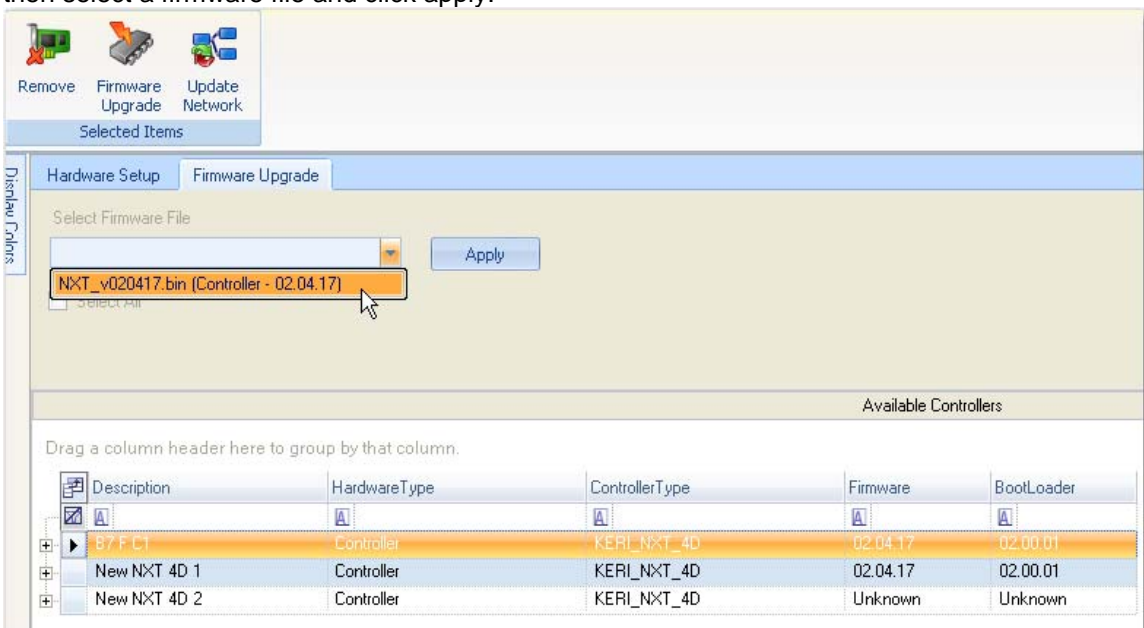 then select a firmware file and click apply.
Remove Firmware Upgrade Update Network
Selected Items
Display Colors
Hardware Setup Firmware Upgrade
Select Firmware File
Apply
NXT_v020417.bin (Controller - 02.04.17)
Select All
Available Controllers
Drag a column header here to group by that column.
Description HardwareType ControllerType Firmware BootLoader
B7 F C1 Controller KERI_NXT_4D 02.04.17 02.00.01
New NXT 4D 1 Controller KERI_NXT_4D 02.04.17 02.00.01
New NXT 4D 2 Controller KERI_NXT_4D Unknown Unknown